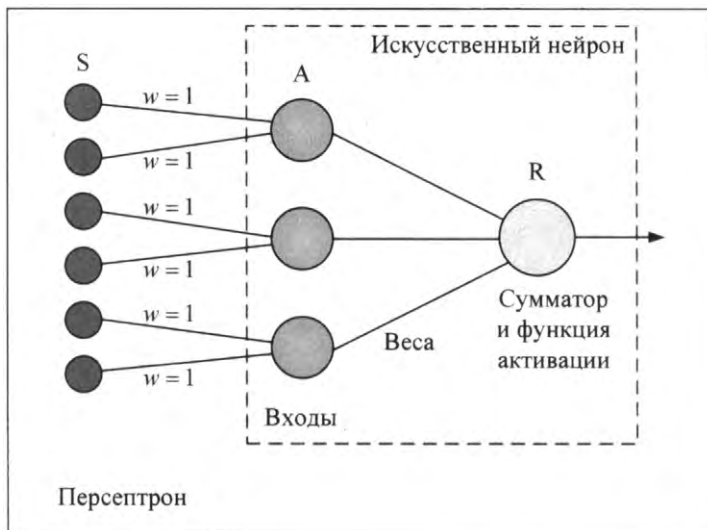 Искусственный нейрон
S
A
w = 1
w = 1
w = 1
w = 1
w = 1
w = 1
R
Веса
Сумматор
и функция
активации
Входы
Персептрон